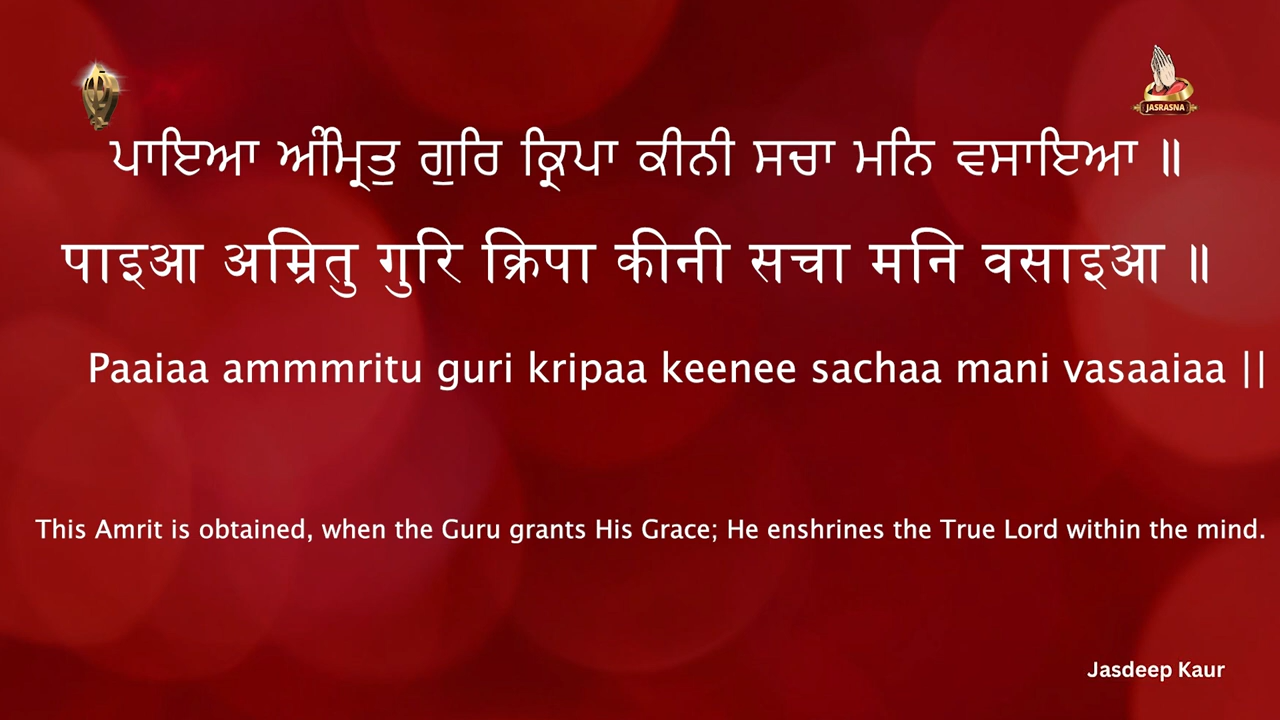 JASRASNA
ਪਾਇਆ ਅੰਮ੍ਰਿਤੁ ਗੁਰਿ ਕ੍ਰਿਪਾ ਕੀਨੀ ਸਚਾ ਮਨਿ ਵਸਾਇਆ ॥
पाइआ अम्रितु गुरि क्रिपा कीनी सचा मनि वसाइआ ॥
Paaiaa ammmritu guri kripaa keenee sachaa mani vasaaiaa ||
This Amrit is obtained, when the Guru grants His Grace; He enshrines the True Lord within the mind.
Jasdeep Kaur